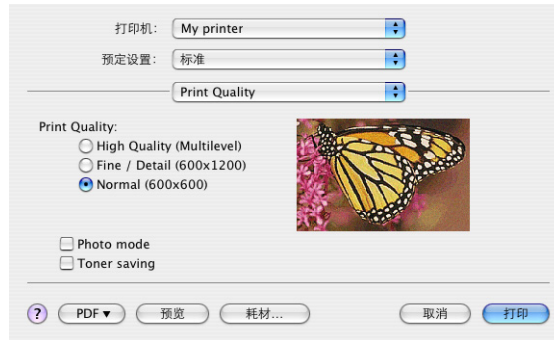 打印机: My printer
预定设置: 标准
Print Quality
Print Quality:
High Quality (Multilevel)
Fine / Detail (600x1200)
Normal (600x600)
Photo mode
Toner saving
? PDF▼ 预览 耗材... 取消 打印